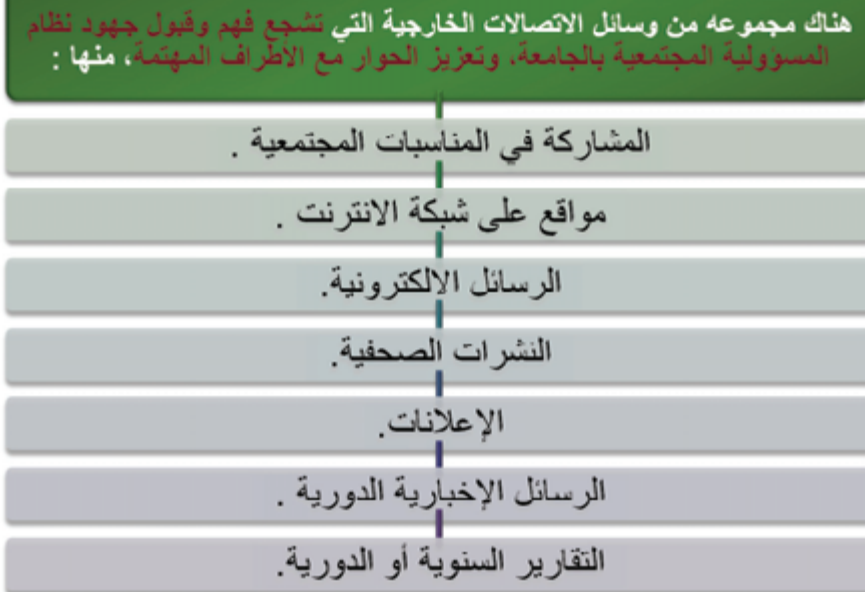 هناك مجموعه من وسائل الاتصالات الخارجية التي تشجع فهم وقبول جهود نظام
المسؤولية المجتمعية بالجامعة، وتعزيز الحوار مع الأطراف المهتمة، منها :
المشاركة في المناسبات المجتمعية .
مواقع على شبكة الانترنت .
الرسائل الالكترونية.
النشرات الصحفية.
الإعلانات.
الرسائل الإخبارية الدورية .
التقارير السنوية أو الدورية.